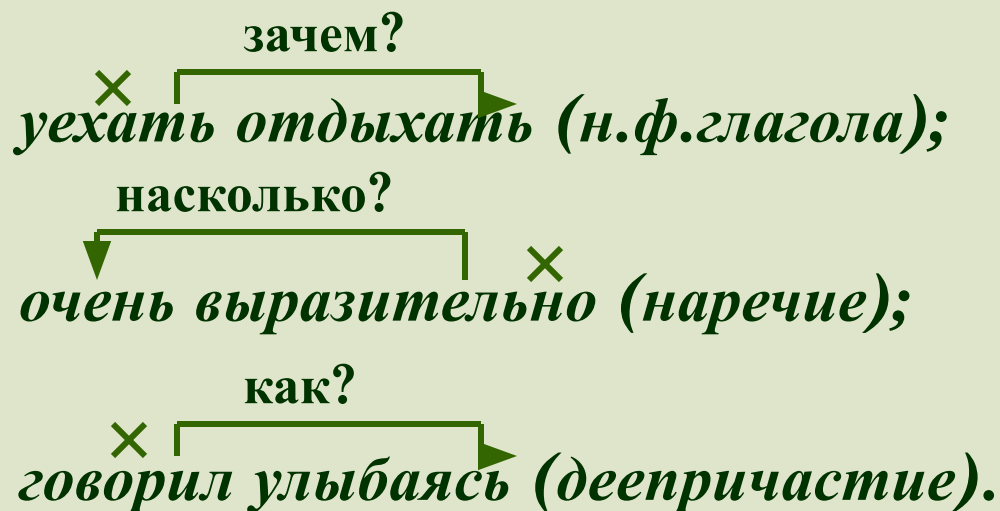 зачем?
уехать отдыхать (н.ф.глагола);
насколько?
очень выразительно (наречие);
как?
говорил улыбаясь (деепричастие).